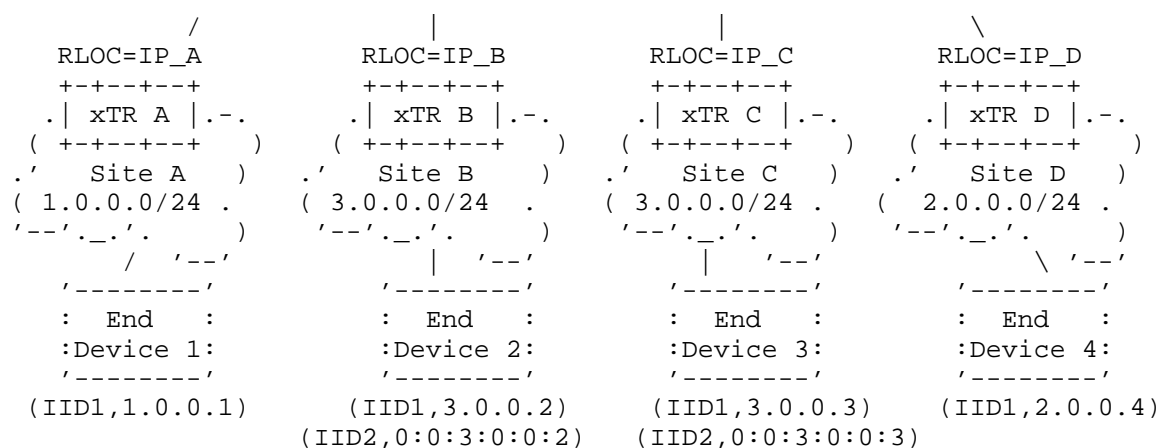 / | | \
RLOC=IP_A RLOC=IP_B RLOC=IP_C RLOC=IP_D
+-+--+--+ +-+--+--+ +-+--+--+ +-+--+--+
.| xTR A |.-. .| xTR B |.-. .| xTR C |.-. .| xTR D |.-.
( +-+--+--+ ) ( +-+--+--+ ) ( +-+--+--+ ) ( +-+--+--+ )
.' Site A ) .' Site B ) .' Site C ) .' Site D )
( 1.0.0.0/24 . ( 3.0.0.0/24 . ( 3.0.0.0/24 . ( 2.0.0.0/24 .
'--'._.'. ) '--'._.'. ) '--'._.'. ) '--'._.'. )
/ '--' | '--' | '--' \ '--'
'--------' '--------' '--------' '--------'
: End : : End : : End : : End :
:Device 1: :Device 2: :Device 3: :Device 4:
'--------' '--------' '--------' '--------'
(IID1,1.0.0.1) (IID1,3.0.0.2) (IID1,3.0.0.3) (IID1,2.0.0.4)
(IID2,0:0:3:0:0:2) (IID2,0:0:3:0:0:3)